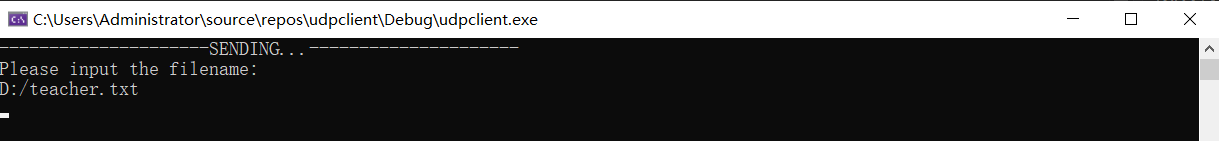 C:\Users\Administrator\source\repos\udpclient\Debug\udpclient.exe
---------------------SENDING...---------------------
Please input the filename:
D:/teacher.txt